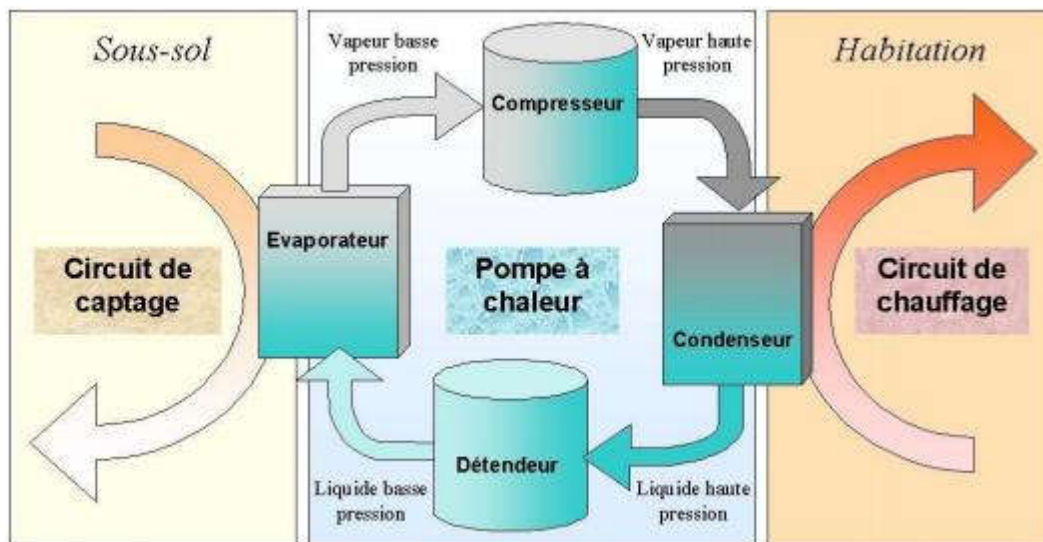 Sous-sol
Vapeur basse
pression
Compresseur
Vapeur haute
pression
Habitation
Evaporateur
Circuit de
captage
Pompe à
chaleur
Circuit de
chauffage
Condenseur
Détendeur
Liquide basse
pression
Liquide haute
pression